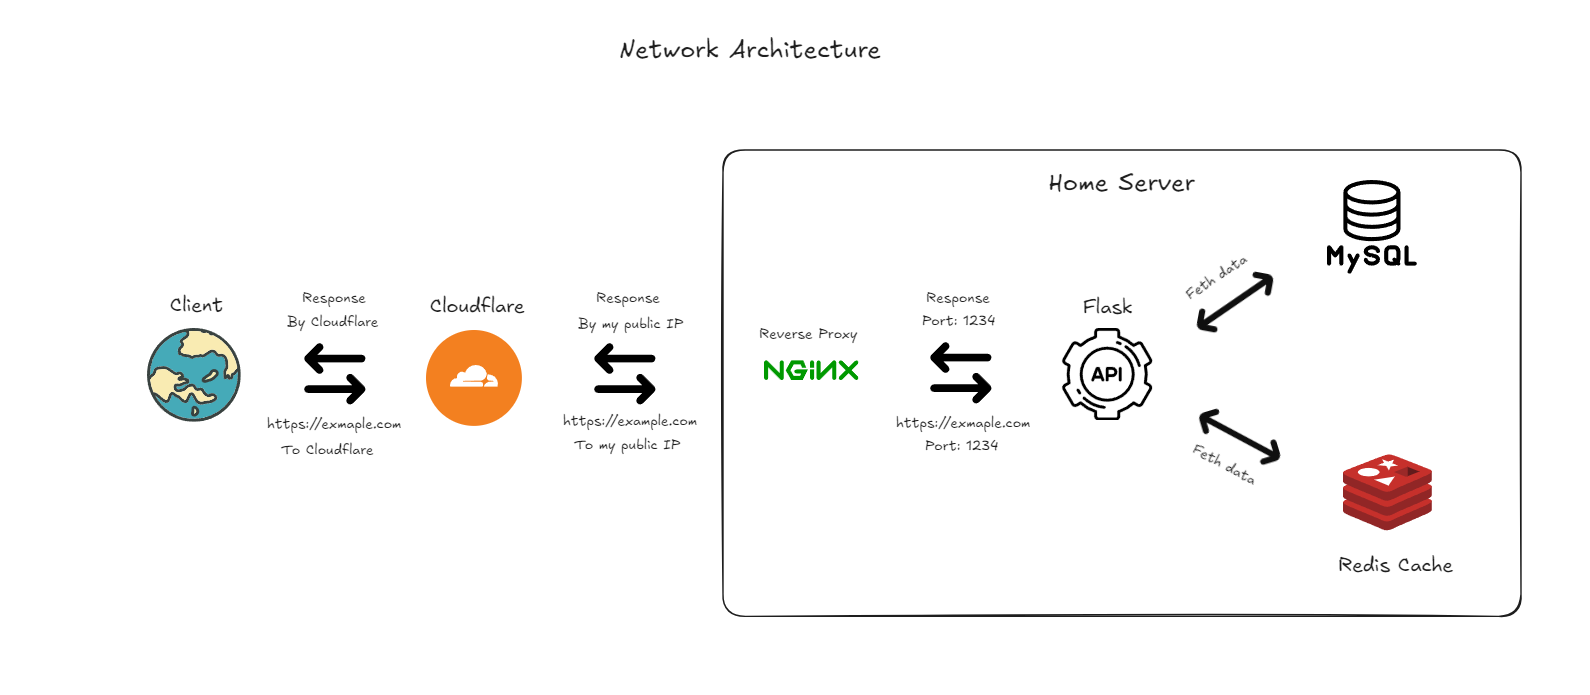 Network Architecture
Home Server
MySQL
Client
Response
By Cloudflare
https://exmaple.com
To Cloudflare
Cloudflare
Response
By my public IP
https://example.com
To my public IP
Reverse Proxy
NGINX
Response
Port: 1234
https://exmaple.com
Port: 1234
Flask
API
Feth data
Feth data
Redis Cache